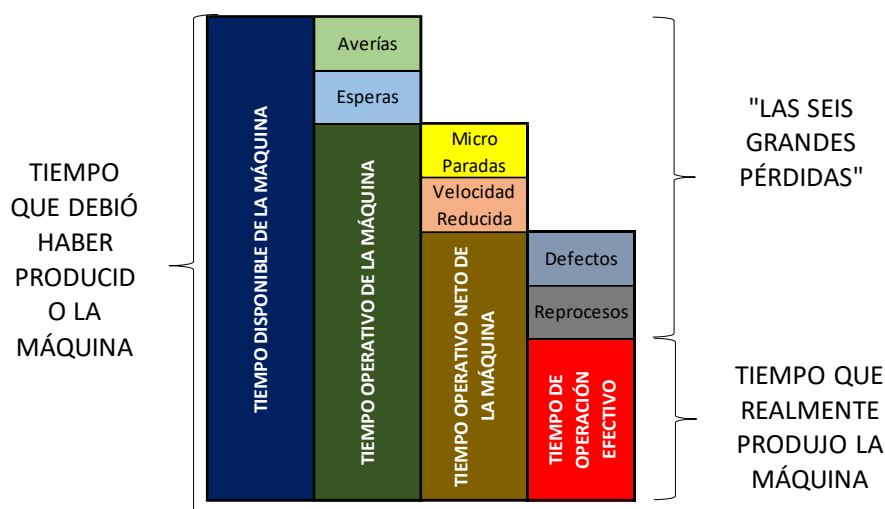 TIEMPO
QUE DEBIÓ
HABER
PRODUCID
O LA
MÁQUINA
TIEMPO DISPONIBLE DE LA MÁQUINA
Averías
Esperas
TIEMPO OPERATIVO DE LA MÁQUINA
Micro
Paradas
Velocidad
Reducida
TIEMPO OPERATIVO NETO DE
LA MÁQUINA
Defectos
Reprocesos
TIEMPO DE
OPERACIÓN
EFECTIVO
"LAS SEIS
GRANDES
PÉRDIDAS"
TIEMPO QUE
REALMENTE
PRODUJO LA
MÁQUINA